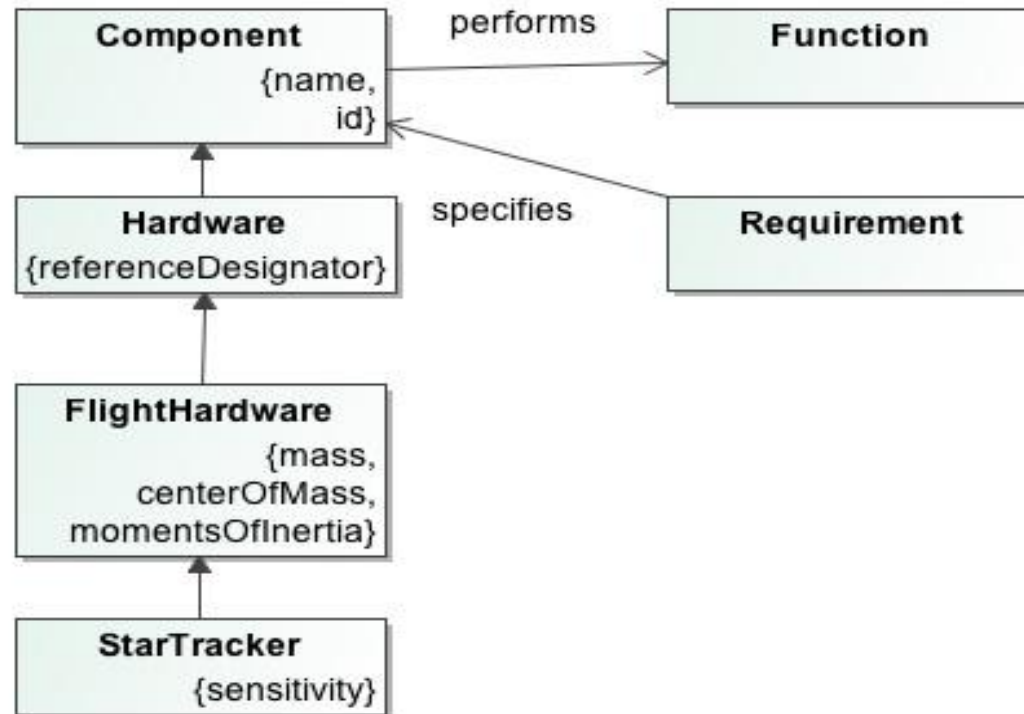 Component
{name,
id}
performs
Function
Hardware
{referenceDesignator}
specifies
Requirement
FlightHardware
{mass,
centerOfMass,
momentsOfInertia}
StarTracker
{sensitivity}